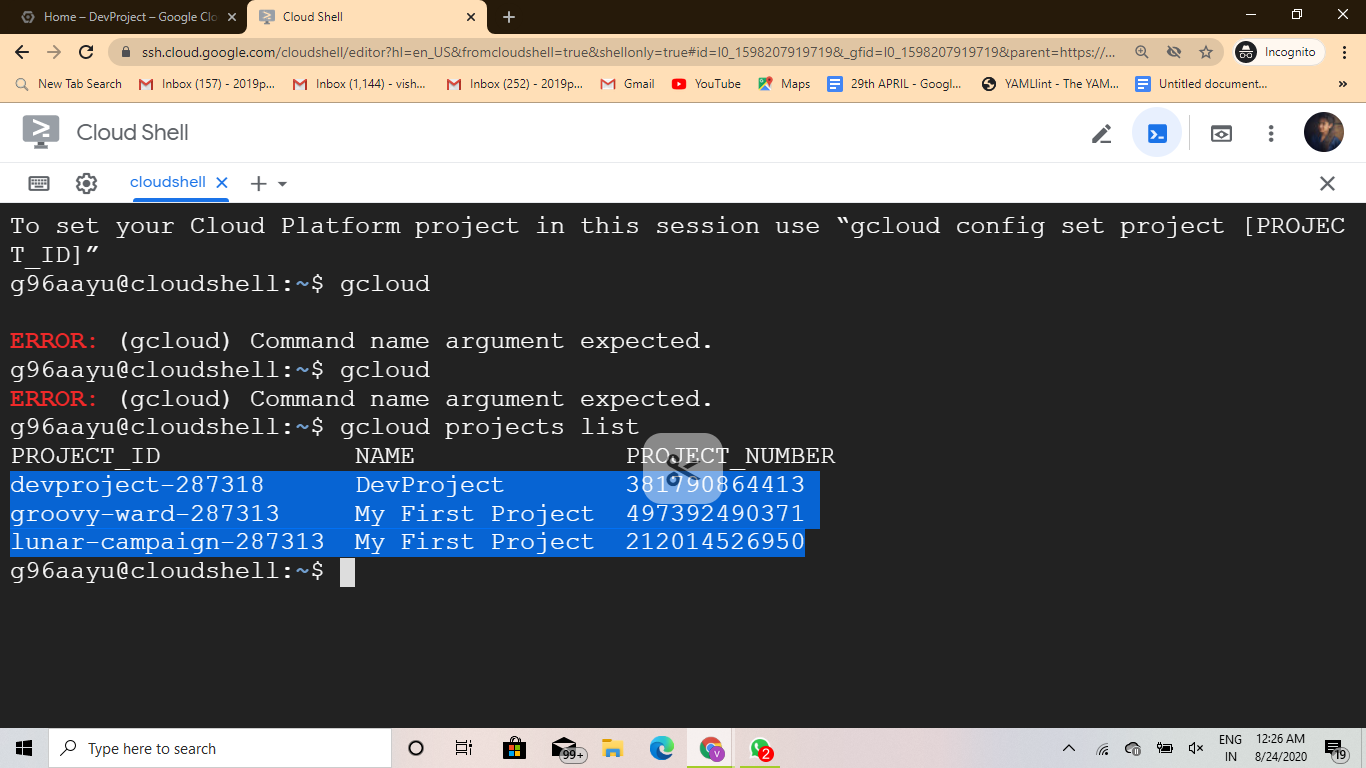 Home – DevProject – Google Clo
Cloud Shell
ssh.cloud.google.com/cloudshell/editor?hl=en_US&fromcloudshell=true&shellonly=true#id=I0_1598207919719&_gfid=I0_1598207919719&parent=https://...
Incognito
New Tab Search
Inbox (157) - 2019p...
Inbox (1,144) - vish...
Inbox (252) - 2019p...
Gmail
YouTube
Maps
29th APRIL - Googl...
YAMLlint - The YAM...
Untitled document...
»
Cloud Shell
cloudshell
To set your Cloud Platform project in this session use “gcloud config set project [PROJEC
T_ID]”
g96aayu@cloudshell:~$ gcloud
ERROR: (gcloud) Command name argument expected.
g96aayu@cloudshell:~$ gcloud
ERROR: (gcloud) Command name argument expected.
g96aayu@cloudshell:~$ gcloud projects list
PROJECT_ID NAME PROJECT_NUMBER
devproject-287318 DevProject 381790864413
groovy-ward-287313 My First Project 497392490371
lunar-campaign-287313 My First Project 212014526950
g96aayu@cloudshell:~$
Type here to search
99+
V
2
ENG
IN
12:26 AM
8/24/2020
19